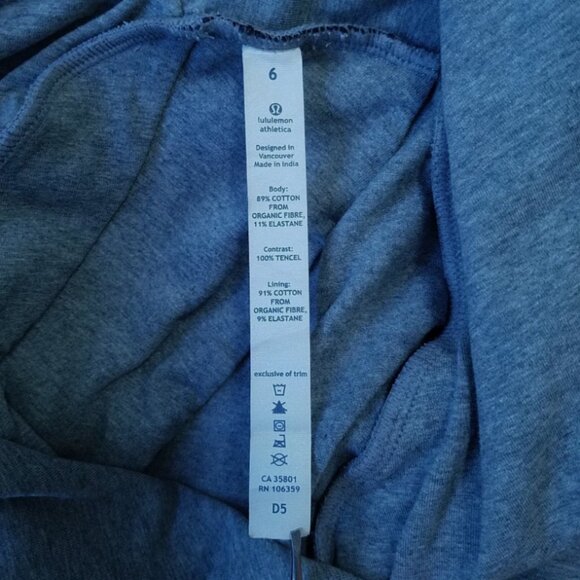 6
lululemon
athletica
Designed in
Vancouver
Made in India
Body:
89% COTTON
FROM
ORGANIC FIBRE,
11% ELASTANE
Contrast:
100% TENCEL
Lining:
91% COTTON
FROM
ORGANIC FIBRE,
9% ELASTANE
exclusive of trim
CA 35801
RN 106359
D5